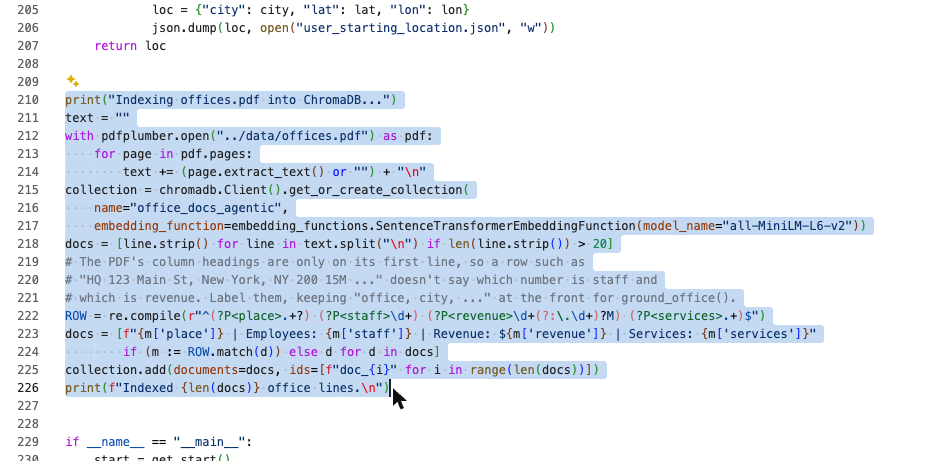 205 loc = {"city": city, "lat": lat, "lon": lon}
206 json.dump(loc, open("user_starting_location.json", "w"))
207 return loc
208
209
210 print("Indexing offices.pdf into ChromaDB...")
211 text = ""
212 with pdfplumber.open("../data/offices.pdf") as pdf:
213 for page in pdf.pages:
214 text += (page.extract_text() or "") + "\n"
215 collection = chromadb.Client().get_or_create_collection(
216 name="office_docs_agentic",
217 embedding_function=embedding_functions.SentenceTransformerEmbeddingFunction(model_name="all-MiniLM-L6-v2"))
218 docs = [line.strip() for line in text.split("\n") if len(line.strip()) > 20]
219 # The PDF's column headings are only on its first line, so a row such as
220 # "HQ 123 Main St, New York, NY 200 15M ..." doesn't say which number is staff and
221 # which is revenue. Label them, keeping "office, city, ..." at the front for ground_office().
222 ROW = re.compile(r"^(?P<place>.+?) (?P<staff>\d+) (?P<revenue>\d+(?:\.\d+)?M) (?P<services>.+)$")
223 docs = [f"{m['place']} | Employees: {m['staff']} | Revenue: ${m['revenue']} | Services: {m['services']}"
224 if (m := ROW.match(d)) else d for d in docs]
225 collection.add(documents=docs, ids=[f"doc_{i}" for i in range(len(docs))])
226 print(f"Indexed {len(docs)} office lines.\n")
227
228
229 if __name__ == "__main__":
230 start = get_start()